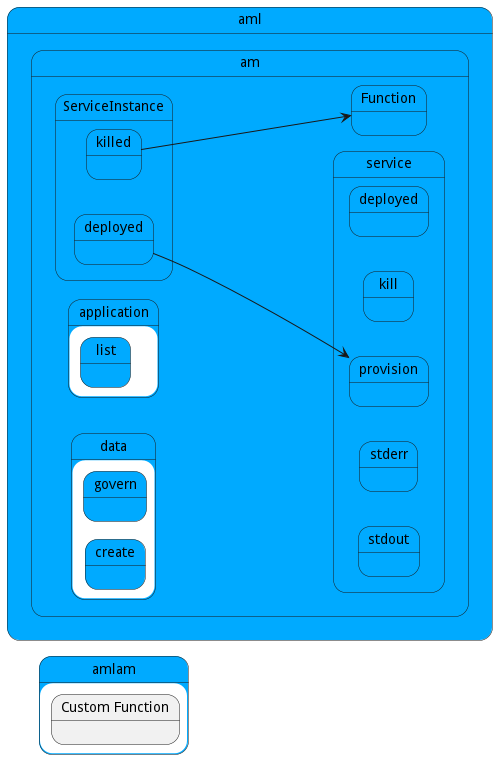 aml
am
ServiceInstance
killed
deployed
Function
service
deployed
kill
provision
stderr
stdout
application
list
data
govern
create
amlam
Custom Function